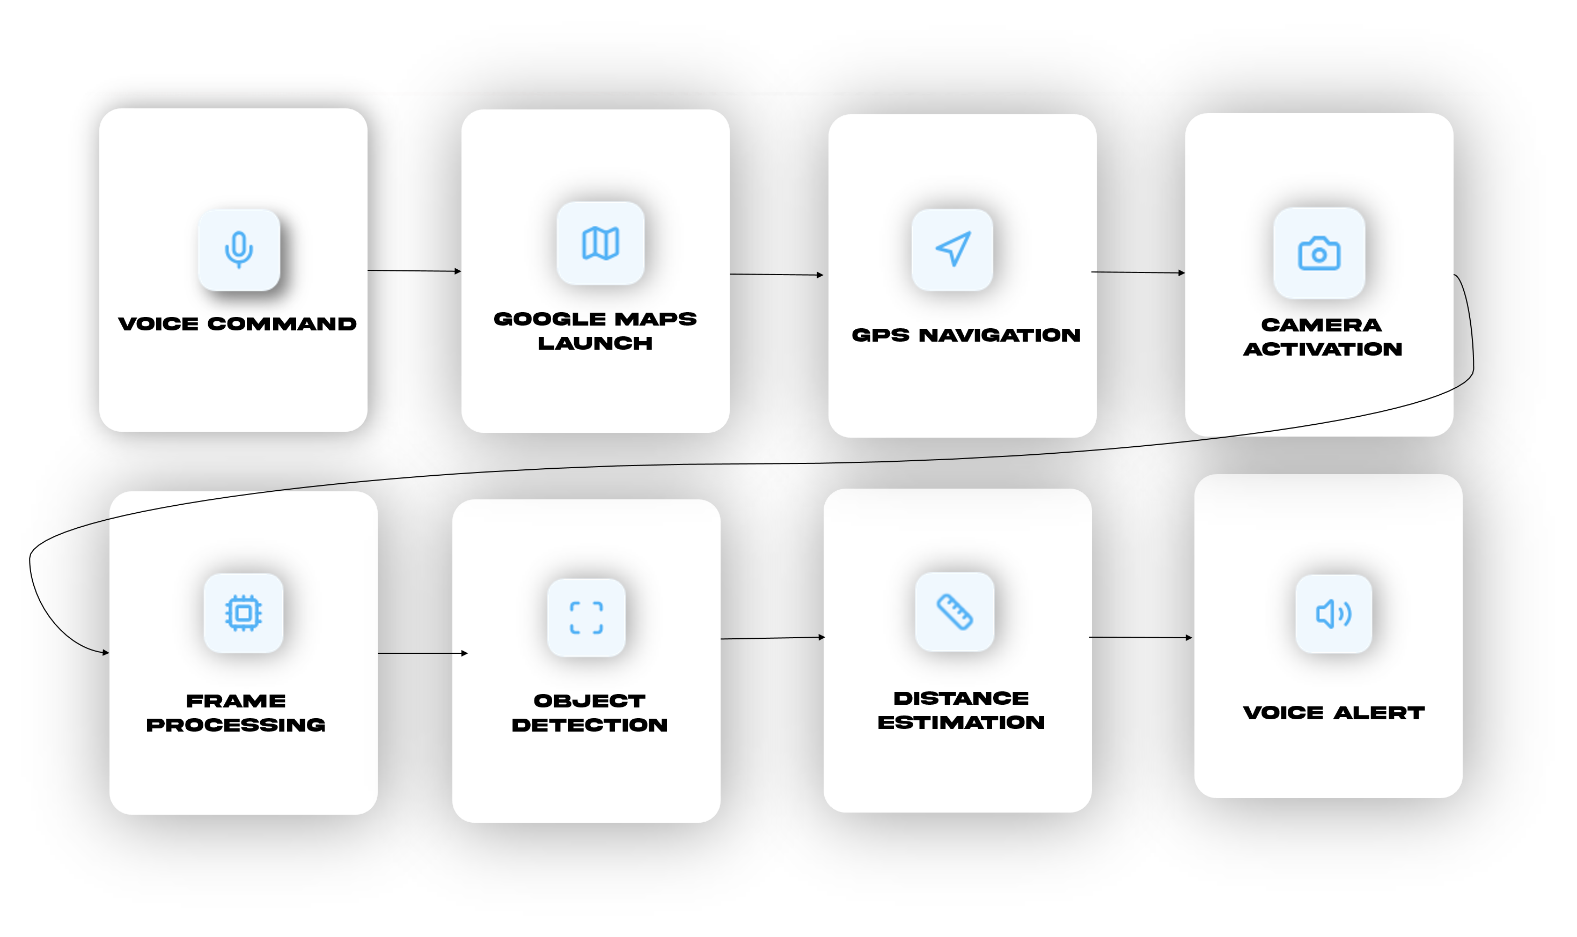 VOICE COMMAND
GOOGLE MAPS
LAUNCH
GPS NAVIGATION
CAMERA
ACTIVATION
FRAME
PROCESSING
OBJECT
DETECTION
DISTANCE
ESTIMATION
VOICE ALERT